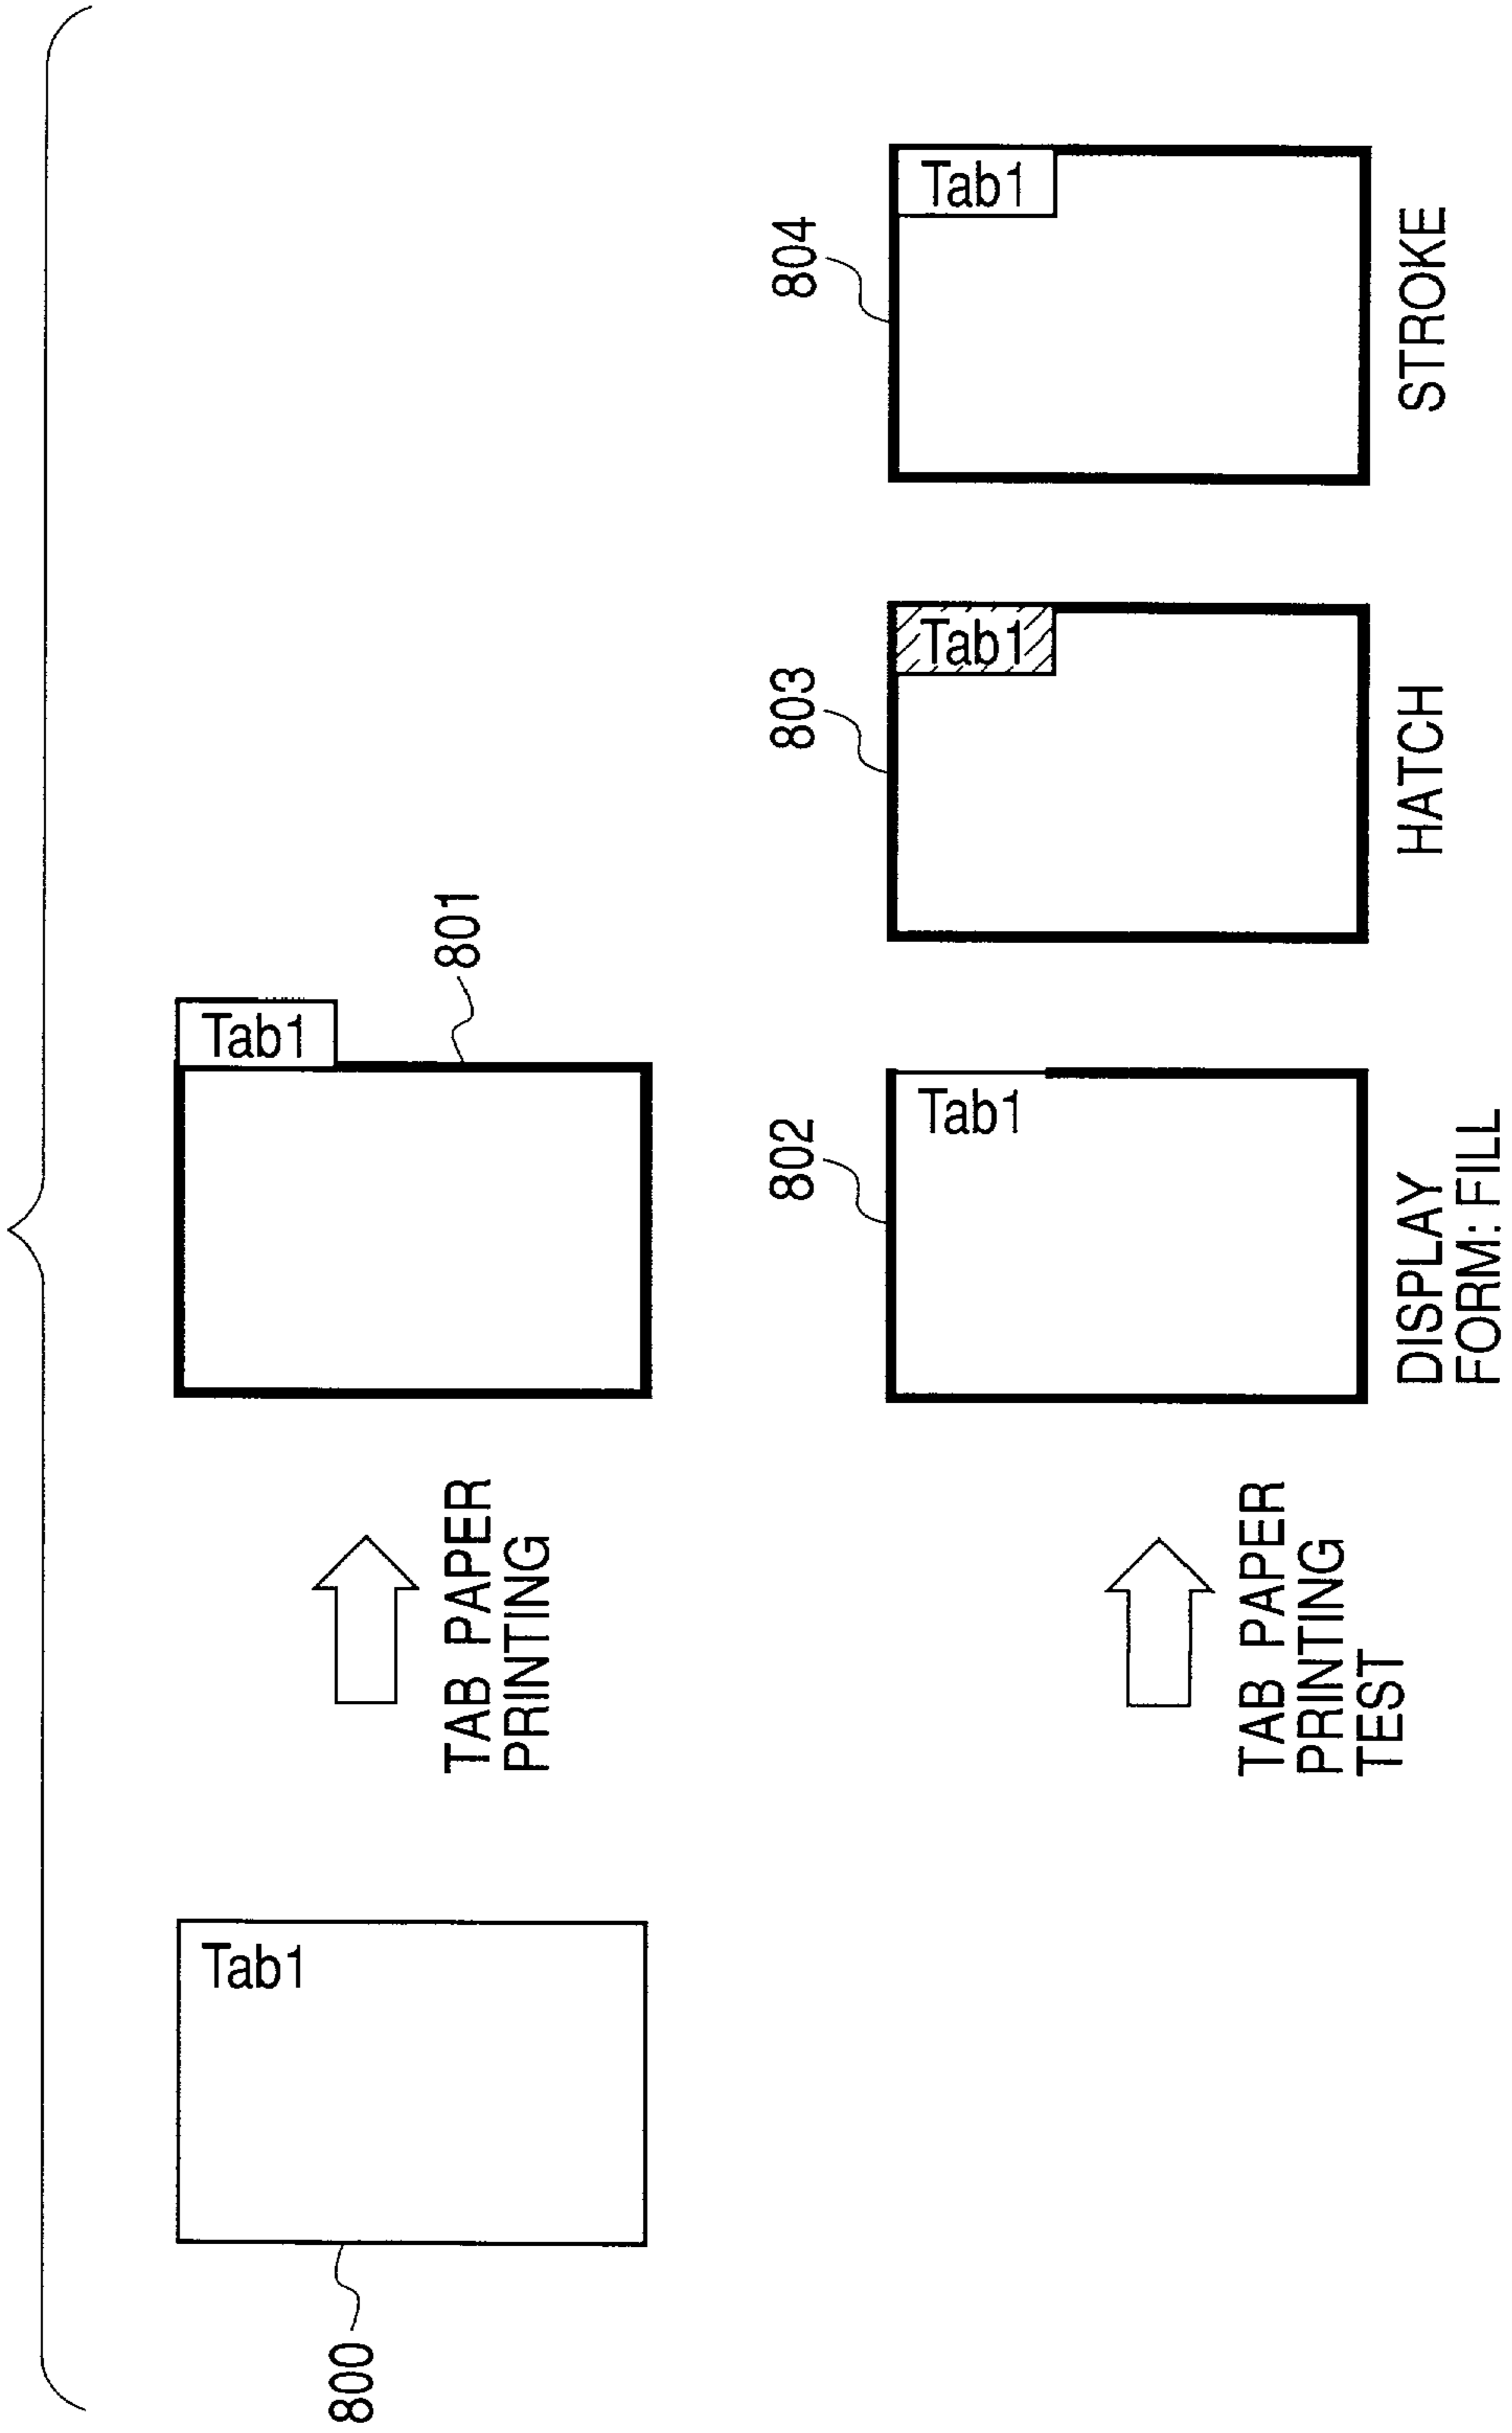 800
Tab1
TAB PAPER
PRINTING
Tab1
801
TAB PAPER
PRINTING
TEST
802
Tab1
DISPLAY
FORM: FILL
803
Tab1
HATCH
804
Tab1
STROKE